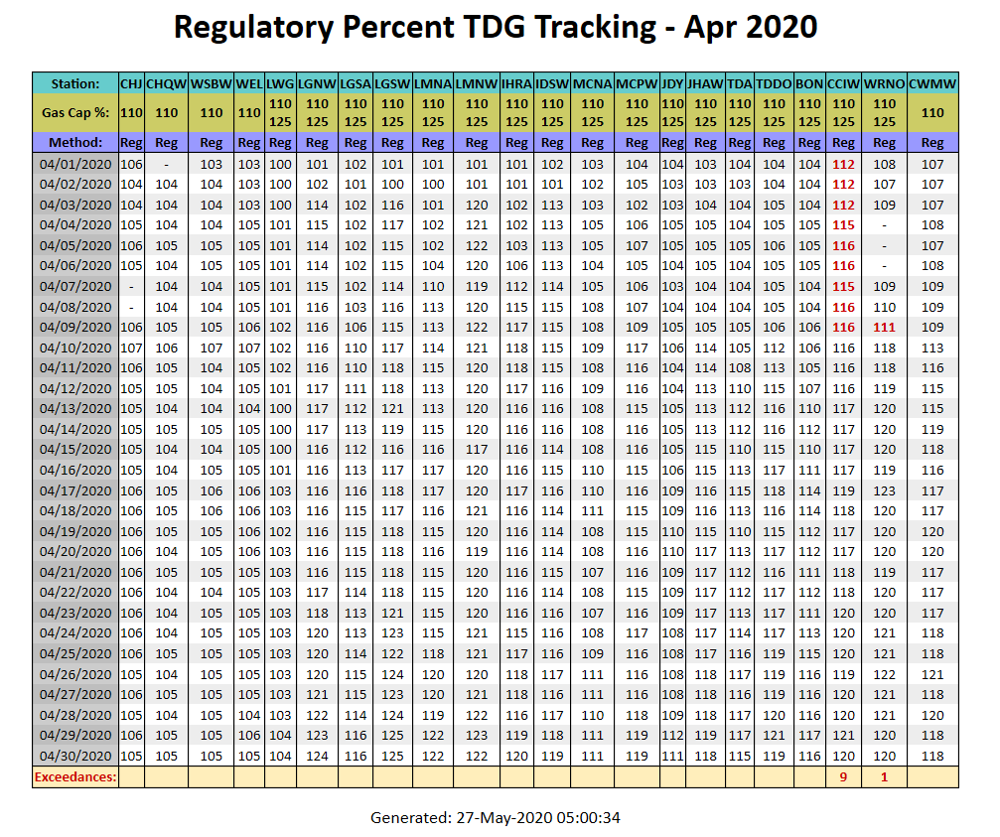 Regulatory Percent TDG Tracking - Apr 2020
Station: CHJ CHQW WSBW WEL LWG LGNW LGSA LGSW LMNA LMNW IHRA IDSW MCNA MCPW JDY JHAW TDA TDDO BON CCIW WRNO CWMW
Gas Cap %: 110 110 110 110 110 125 110 125 110 125 110 125 110 125 110 125 110 125 110 125 110 125 110 125 110 125 110 125 110 125 110 125 110 125 110 125 110 125 110
Method: Reg Reg Reg Reg Reg Reg Reg Reg Reg Reg Reg Reg Reg Reg Reg Reg Reg Reg Reg Reg Reg Reg
04/01/2020 106 - 103 103 100 101 102 101 101 101 101 102 103 104 104 103 104 104 104 112 108 107
04/02/2020 104 104 104 103 100 102 101 100 100 101 101 101 102 105 103 103 103 104 104 112 107 107
04/03/2020 104 104 104 103 100 114 102 116 101 120 102 113 103 102 103 104 104 105 104 112 109 107
04/04/2020 105 104 104 105 101 115 102 117 102 121 102 113 105 106 105 105 104 105 105 115 - 108
04/05/2020 106 105 105 105 101 114 102 115 102 122 103 113 105 107 105 105 105 106 105 116 - 107
04/06/2020 105 104 105 105 101 114 102 115 104 120 106 113 104 105 104 105 104 105 105 116 - 108
04/07/2020 - 104 104 105 101 115 102 114 110 119 112 114 105 106 103 104 104 105 104 115 109 109
04/08/2020 - 104 104 105 101 116 103 116 113 120 115 115 108 107 104 104 104 105 104 116 110 109
04/09/2020 106 105 105 106 102 116 106 115 113 122 117 115 108 109 105 105 105 106 106 116 111 109
04/10/2020 107 106 107 107 102 116 110 117 114 121 118 115 109 117 106 114 105 112 106 116 118 113
04/11/2020 106 105 104 105 102 116 110 118 115 120 118 115 108 116 104 114 108 113 105 116 118 116
04/12/2020 105 105 104 105 101 117 111 118 113 120 117 116 109 116 104 113 110 115 107 116 119 115
04/13/2020 105 104 104 104 100 117 112 121 113 120 116 116 108 115 105 113 112 116 110 117 120 115
04/14/2020 105 105 105 105 100 117 113 119 115 120 116 116 108 116 105 113 112 116 112 117 120 119
04/15/2020 105 104 104 105 100 116 112 116 116 117 116 114 108 116 105 115 110 115 110 117 120 118
04/16/2020 105 104 105 105 101 116 113 117 117 120 116 115 110 115 106 115 113 117 111 117 119 116
04/17/2020 106 105 106 106 103 116 116 118 117 120 117 116 110 116 109 116 115 118 114 119 123 117
04/18/2020 106 105 106 106 103 116 115 117 116 121 117 115 111 116 109 116 113 116 114 118 120 117
04/19/2020 106 105 105 106 102 116 115 118 115 120 116 114 108 115 110 115 110 115 112 117 120 120
04/20/2020 106 104 105 106 103 116 115 118 116 119 116 114 108 116 110 117 113 117 112 117 120 120
04/21/2020 106 105 105 105 103 116 115 118 115 120 116 115 107 116 109 117 112 116 111 118 119 117
04/22/2020 106 104 104 105 103 117 114 118 115 120 116 114 108 115 109 117 112 117 112 118 120 117
04/23/2020 106 104 105 105 103 118 113 121 115 120 116 116 107 116 109 117 113 117 111 120 120 117
04/24/2020 106 104 105 105 103 120 113 123 115 121 115 116 108 117 108 117 114 117 113 120 121 118
04/25/2020 106 105 105 105 103 120 114 122 118 121 117 116 109 116 108 117 116 119 115 120 121 118
04/26/2020 105 104 105 105 103 120 115 124 120 120 118 117 111 116 108 118 117 119 116 119 122 121
04/27/2020 106 105 105 105 103 121 115 123 120 121 118 116 111 116 108 118 116 119 116 120 121 118
04/28/2020 105 104 105 104 103 122 114 124 119 122 116 117 110 118 109 118 117 120 116 120 121 120
04/29/2020 106 105 105 106 104 123 116 125 122 123 119 118 111 119 112 119 117 121 117 121 120 118
04/30/2020 105 105 105 105 104 124 116 125 122 122 120 119 111 119 111 118 115 119 116 120 120 118
Exceedances: 9 1
Generated: 27-May-2020 05:00:34